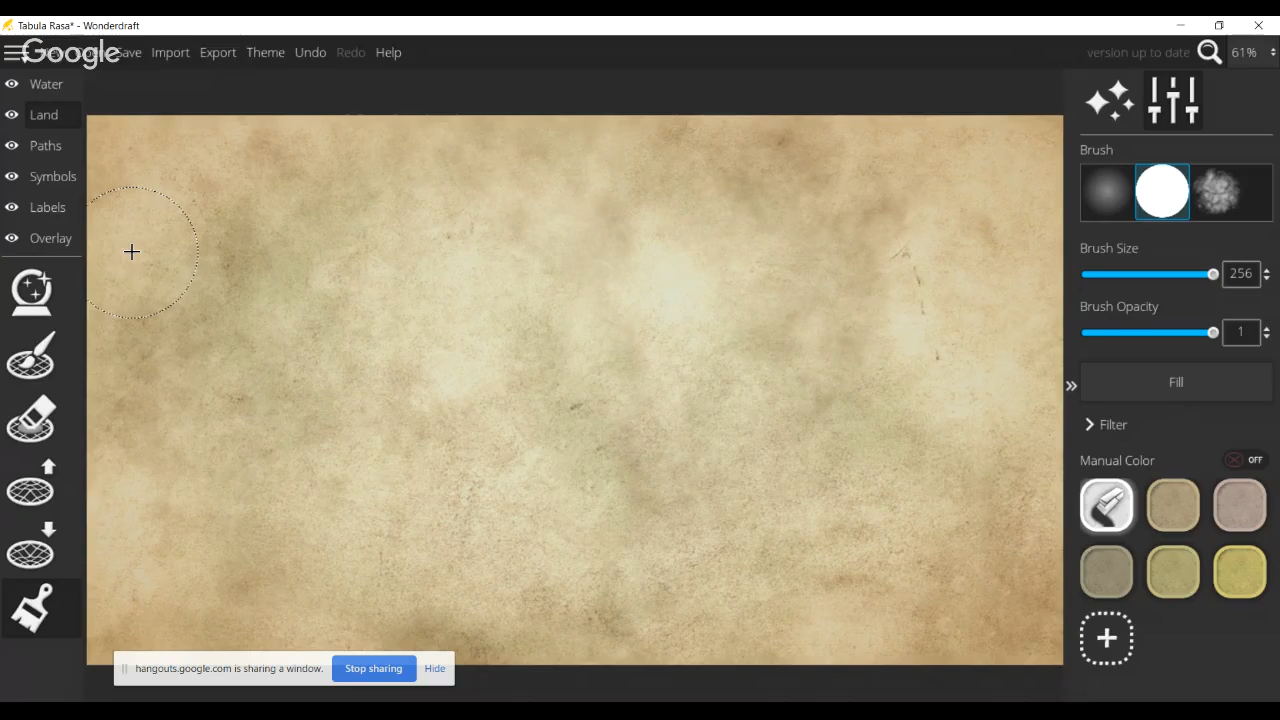 Tabula Rasa* - Wonderdraft
Google
Save Import Export Theme Undo Redo Help version up to date 61%
Water
Land
Paths
Symbols
Labels
Overlay
Brush
Brush Size
256
Brush Opacity
1
Fill
Filter
Manual Color OFF
hangouts.google.com is sharing a window. Stop sharing Hide